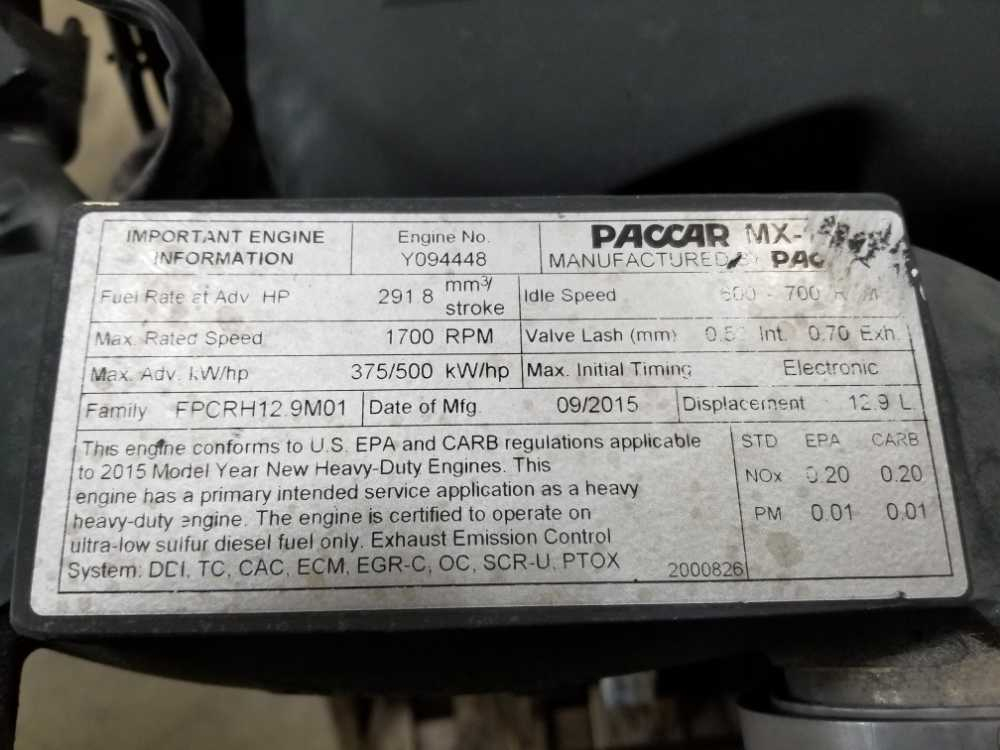 IMPORTANT ENGINE INFORMATION
Engine No.
Y094448
PACCAR MX-
MANUFACTURED PAC
Fuel Rate at Adv HP 291.8 mm3/stroke
Idle Speed - 700
Max. Rated Speed 1700 RPM
Valve Lash (mm) Int. 0.70 Exh.
Max. Adv. kW/hp 375/500 kW/hp
Max. Initial Timing Electronic
Family FPCRH12.9M01
Date of Mfg. 09/2015
Displacement 12.9 L
This engine conforms to U.S. EPA and CARB regulations applicable
to 2015 Model Year New Heavy-Duty Engines. This
engine has a primary intended service application as a heavy
heavy-duty engine. The engine is certified to operate on
ultra-low sulfur diesel fuel only. Exhaust Emission Control
System: DCI, TC, CAC, ECM, EGR-C, OC, SCR-U, PTOX
2000826
STD EPA CARB
NOx 0.20 0.20
PM 0.01 0.01